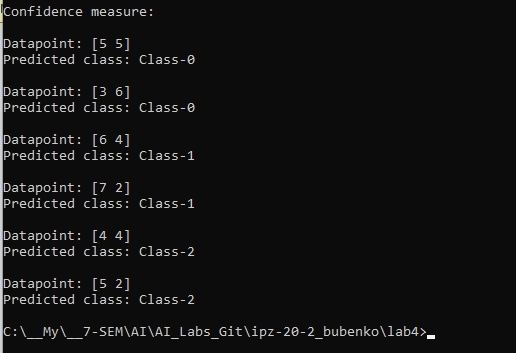 Confidence measure:
Datapoint: [5 5]
Predicted class: Class-0
Datapoint: [3 6]
Predicted class: Class-0
Datapoint: [6 4]
Predicted class: Class-1
Datapoint: [7 2]
Predicted class: Class-1
Datapoint: [4 4]
Predicted class: Class-2
Datapoint: [5 2]
Predicted class: Class-2
C:\__My\__7-SEM\AI\AI_Labs_Git\ipz-20-2_bubenko\lab4>